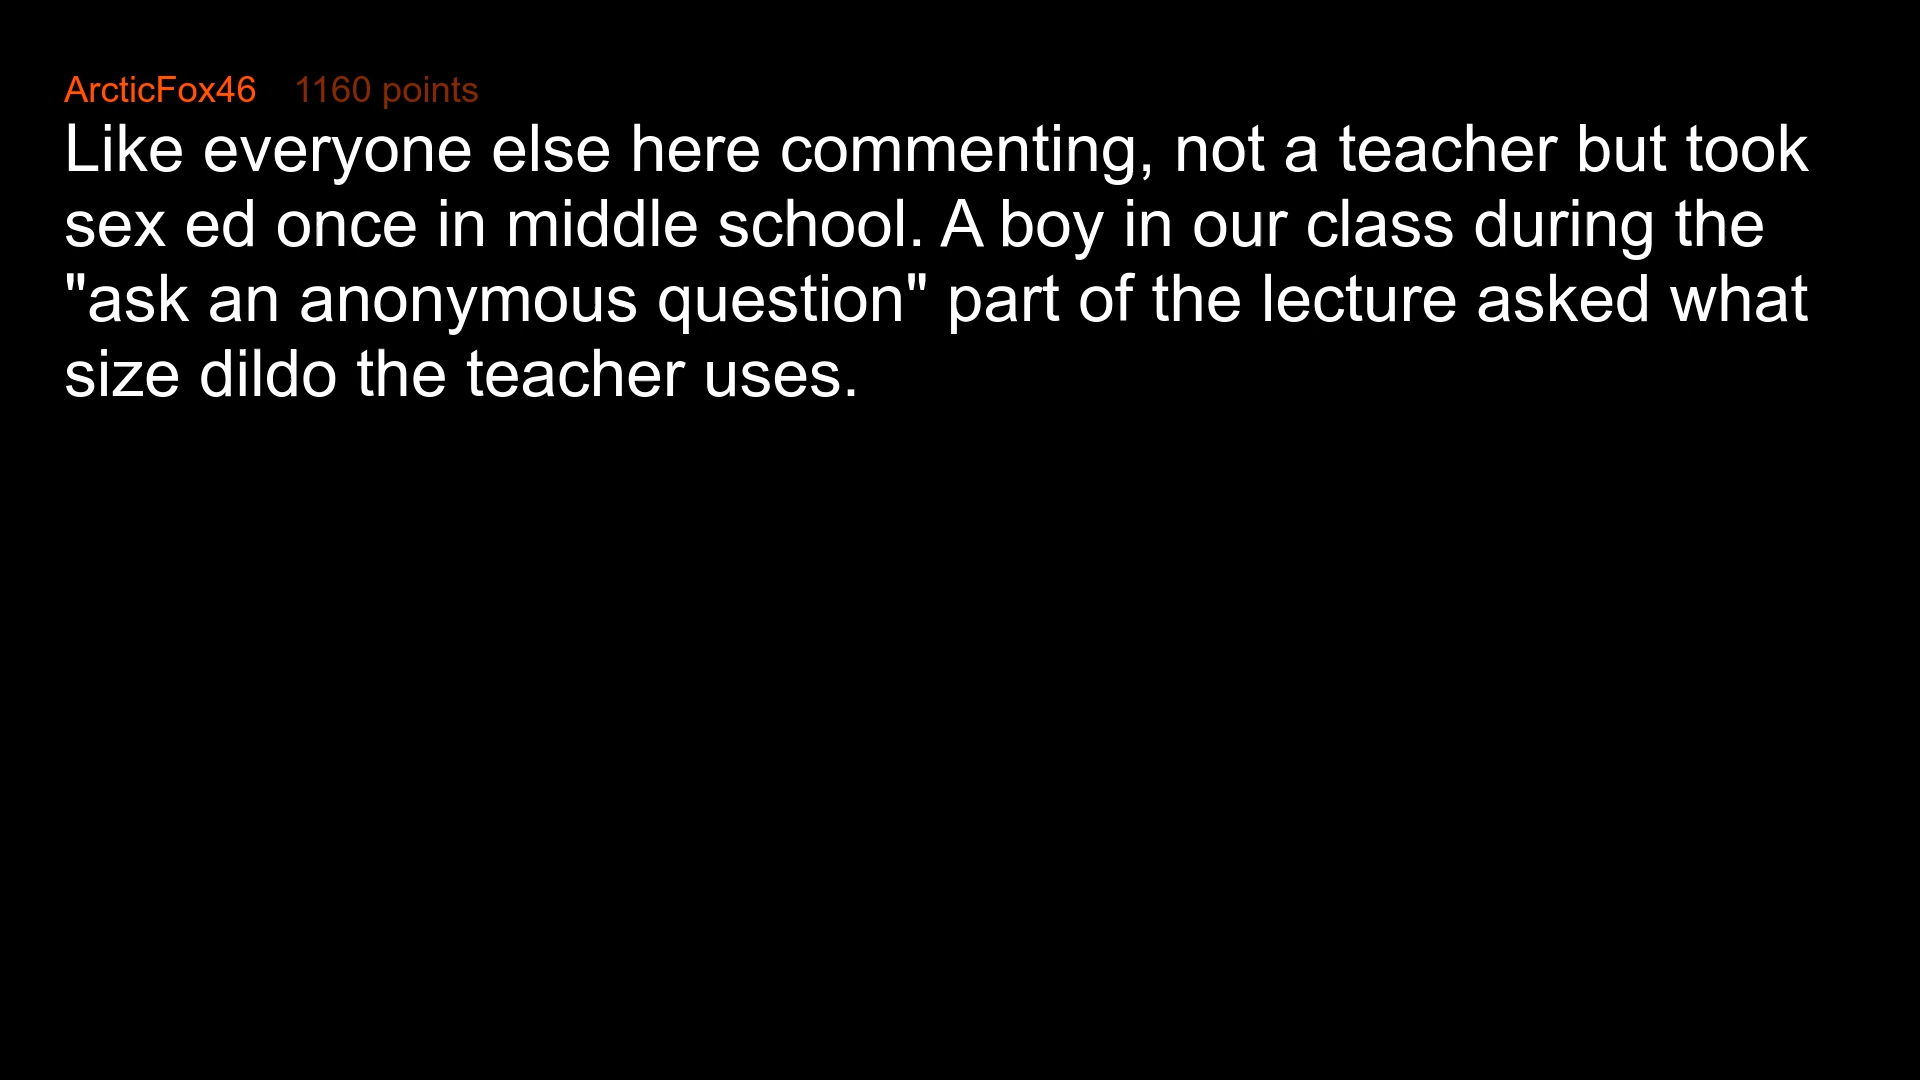 ArcticFox46 1160 points
Like everyone else here commenting, not a teacher but took
sex ed once in middle school. A boy in our class during the
"ask an anonymous question" part of the lecture asked what
size dildo the teacher uses.